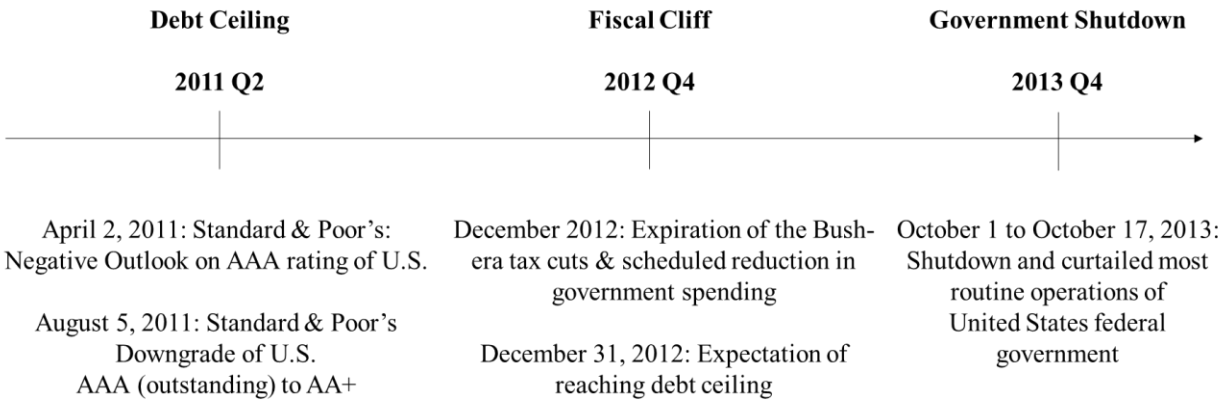 Debt Ceiling
2011 Q2
April 2, 2011: Standard & Poor's:
Negative Outlook on AAA rating of U.S.
August 5, 2011: Standard & Poor's
Downgrade of U.S.
AAA (outstanding) to AA+
Fiscal Cliff
2012 Q4
December 2012: Expiration of the Bush-
era tax cuts & scheduled reduction in
government spending
December 31, 2012: Expectation of
reaching debt ceiling
Government Shutdown
2013 Q4
October 1 to October 17, 2013:
Shutdown and curtailed most
routine operations of
United States federal
government